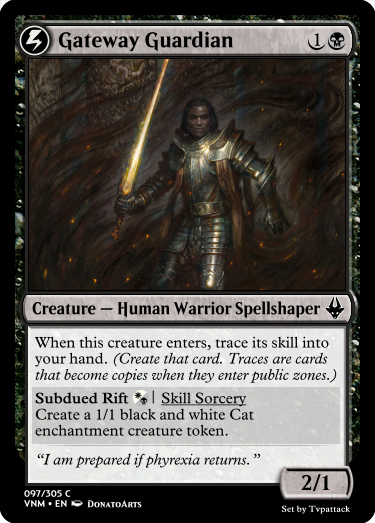 Gateway Guardian 1
Creature — Human Warrior Spellshaper
When this creature enters, trace its skill into
your hand. (Create that card. Traces are cards
that become copies when they enter public zones.)
Subdued Rift | Skill Sorcery
Create a 1/1 black and white Cat
enchantment creature token.
"I am prepared if phyrexia returns."
2/1
097/305 C
VNM • EN DonatoArts
Set by Tvpattack